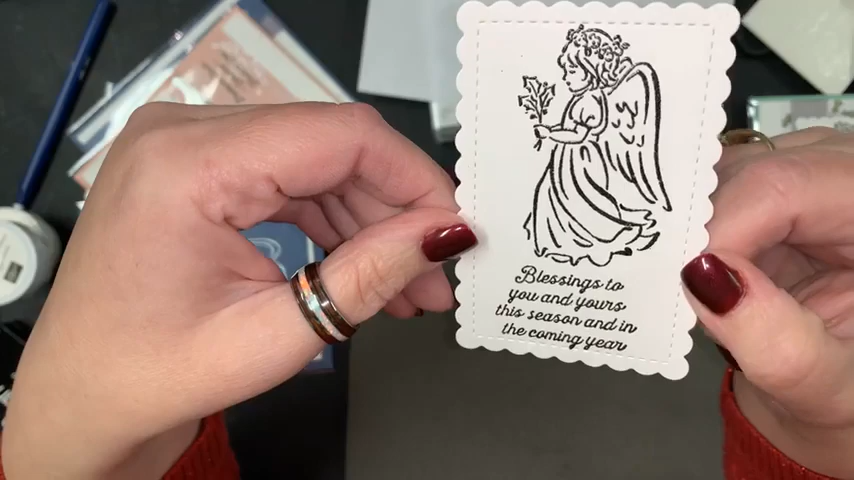 Blessings to
you and yours
this season and in
the coming year